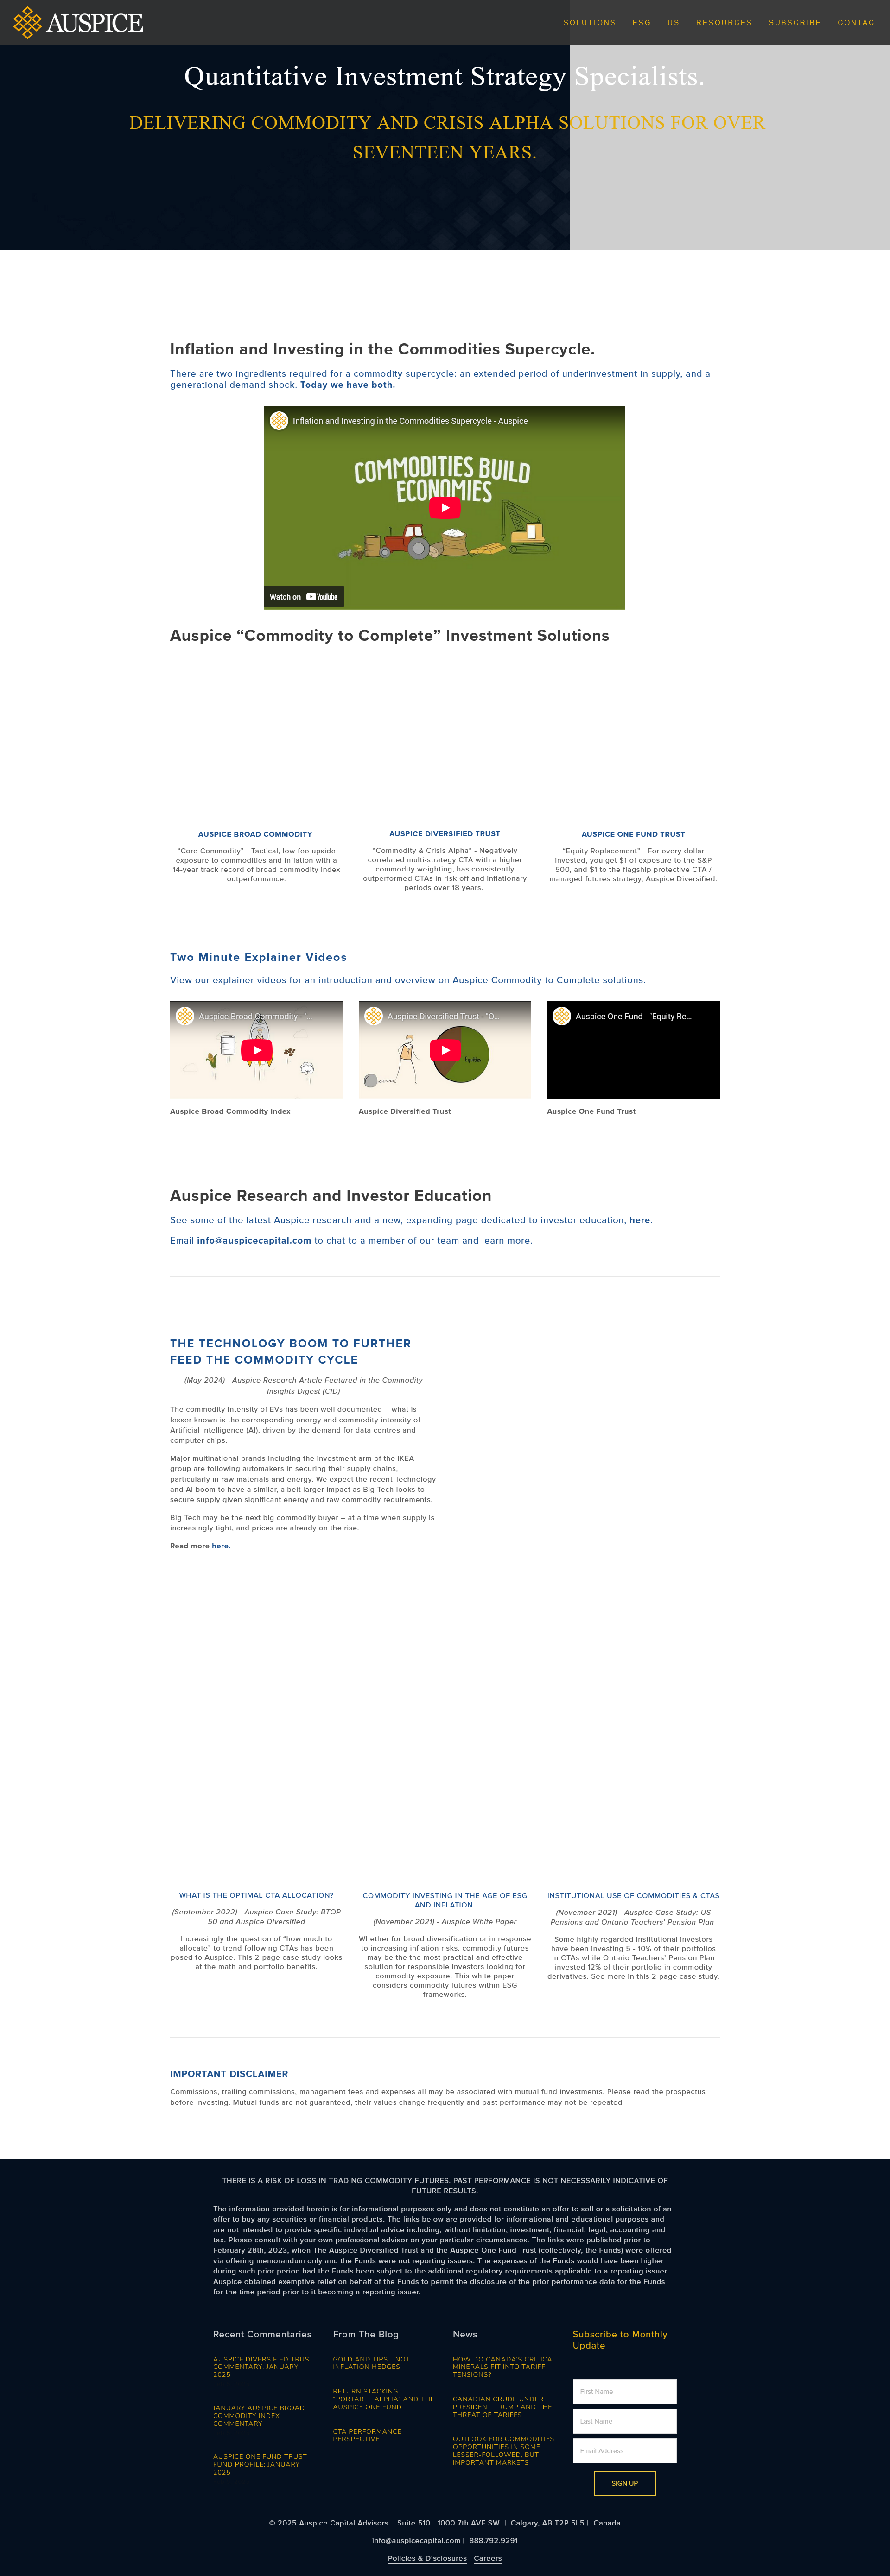 AUSPICE
SOLUTIONS ESG US RESOURCES SUBSCRIBE CONTACT
Quantitative Investment Strategy Specialists.
DELIVERING COMMODITY AND CRISIS ALPHA SOLUTIONS FOR OVER
SEVENTEEN YEARS.
Inflation and Investing in the Commodities Supercycle.
There are two ingredients required for a commodity supercycle: an extended period of underinvestment in supply, and a
generational demand shock. Today we have both.
Inflation and Investing in the Commodities Supercycle - Auspice
COMMODITIES BUILD
ECONOMIES
Watch on YouTube
Auspice “Commodity to Complete” Investment Solutions
AUSPICE BROAD COMMODITY
“Core Commodity” - Tactical, low-fee upside
exposure to commodities and inflation with a
14-year track record of broad commodity index
outperformance.
AUSPICE DIVERSIFIED TRUST
“Commodity & Crisis Alpha” - Negatively
correlated multi-strategy CTA with a higher
commodity weighting, has consistently
outperformed CTAs in risk-off and inflationary
periods over 18 years.
AUSPICE ONE FUND TRUST
“Equity Replacement” - For every dollar
invested, you get $1 of exposure to the S&P
500, and $1 to the flagship protective CTA /
managed futures strategy, Auspice Diversified.
Two Minute Explainer Videos
View our explainer videos for an introduction and overview on Auspice Commodity to Complete solutions.
Auspice Broad Commodity - "...
Auspice Diversified Trust - "O...
Equities
Auspice One Fund - "Equity Re...
Auspice Broad Commodity Index
Auspice Diversified Trust
Auspice One Fund Trust
Auspice Research and Investor Education
See some of the latest Auspice research and a new, expanding page dedicated to investor education, here.
Email info@auspicecapital.com to chat to a member of our team and learn more.
THE TECHNOLOGY BOOM TO FURTHER
FEED THE COMMODITY CYCLE
(May 2024) - Auspice Research Article Featured in the Commodity
Insights Digest (CID)
The commodity intensity of EVs has been well documented – what is
lesser known is the corresponding energy and commodity intensity of
Artificial Intelligence (AI), driven by the demand for data centres and
computer chips.
Major multinational brands including the investment arm of the IKEA
group are following automakers in securing their supply chains,
particularly in raw materials and energy. We expect the recent Technology
and AI boom to have a similar, albeit larger impact as Big Tech looks to
secure supply given significant energy and raw commodity requirements.
Big Tech may be the next big commodity buyer – at a time when supply is
increasingly tight, and prices are already on the rise.
Read more here.
WHAT IS THE OPTIMAL CTA ALLOCATION?
(September 2022) - Auspice Case Study: BTOP
50 and Auspice Diversified
Increasingly the question of “how much to
allocate” to trend-following CTAs has been
posed to Auspice. This 2-page case study looks
at the math and portfolio benefits.
COMMODITY INVESTING IN THE AGE OF ESG
AND INFLATION
(November 2021) - Auspice White Paper
Whether for broad diversification or in response
to increasing inflation risks, commodity futures
may be the the most practical and effective
solution for responsible investors looking for
commodity exposure. This white paper
considers commodity futures within ESG
frameworks.
INSTITUTIONAL USE OF COMMODITIES & CTAS
(November 2021) - Auspice Case Study: US
Pensions and Ontario Teachers' Pension Plan
Some highly regarded institutional investors
have been investing 5 - 10% of their portfolios
in CTAs while Ontario Teachers’ Pension Plan
invested 12% of their portfolio in commodity
derivatives. See more in this 2-page case study.
IMPORTANT DISCLAIMER
Commissions, trailing commissions, management fees and expenses all may be associated with mutual fund investments. Please read the prospectus
before investing. Mutual funds are not guaranteed, their values change frequently and past performance may not be repeated
THERE IS A RISK OF LOSS IN TRADING COMMODITY FUTURES. PAST PERFORMANCE IS NOT NECESSARILY INDICATIVE OF
FUTURE RESULTS.
The information provided herein is for informational purposes only and does not constitute an offer to sell or a solicitation of an
offer to buy any securities or financial products. The links below are provided for informational and educational purposes and
are not intended to provide specific individual advice including, without limitation, investment, financial, legal, accounting and
tax. Please consult with your own professional advisor on your particular circumstances. The links were published prior to
February 28th, 2023, when The Auspice Diversified Trust and the Auspice One Fund Trust (collectively, the Funds) were offered
via offering memorandum only and the Funds were not reporting issuers. The expenses of the Funds would have been higher
during such prior period had the Funds been subject to the additional regulatory requirements applicable to a reporting issuer.
Auspice obtained exemptive relief on behalf of the Funds to permit the disclosure of the prior performance data for the Funds
for the time period prior to it becoming a reporting issuer.
Recent Commentaries
AUSPICE DIVERSIFIED TRUST
COMMENTARY: JANUARY
2025
JANUARY AUSPICE BROAD
COMMODITY INDEX
COMMENTARY
AUSPICE ONE FUND TRUST
FUND PROFILE: JANUARY
2025
From The Blog
GOLD AND TIPS - NOT
INFLATION HEDGES
RETURN STACKING
"PORTABLE ALPHA" AND THE
AUSPICE ONE FUND
CTA PERFORMANCE
PERSPECTIVE
News
HOW DO CANADA'S CRITICAL
MINERALS FIT INTO TARIFF
TENSIONS?
CANADIAN CRUDE UNDER
PRESIDENT TRUMP AND THE
THREAT OF TARIFFS
OUTLOOK FOR COMMODITIES:
OPPORTUNITIES IN SOME
LESSER-FOLLOWED, BUT
IMPORTANT MARKETS
Subscribe to Monthly
Update
First Name
Last Name
Email Address
SIGN UP
© 2025 Auspice Capital Advisors | Suite 510 - 1000 7th AVE SW | Calgary, AB T2P 5L5 | Canada
info@auspicecapital.com | 888.792.9291
Policies & Disclosures Careers